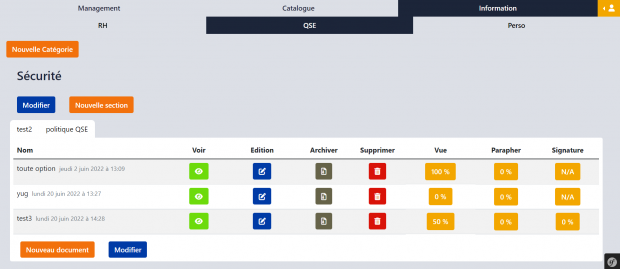 Management Catalogue Information
RH QSE Perso
Nouvelle Catégorie
Sécurité
Modifier Nouvelle section
test2 politique QSE
Nom Voir Edition Archiver Supprimer Vue Parapher Signature
toute option jeudi 2 juin 2022 à 13:09 100 % 0 % N/A
yug lundi 20 juin 2022 à 13:27 0 % 0 % N/A
test3 lundi 20 juin 2022 à 14:28 50 % 0 % 0 %
Nouveau document Modifier